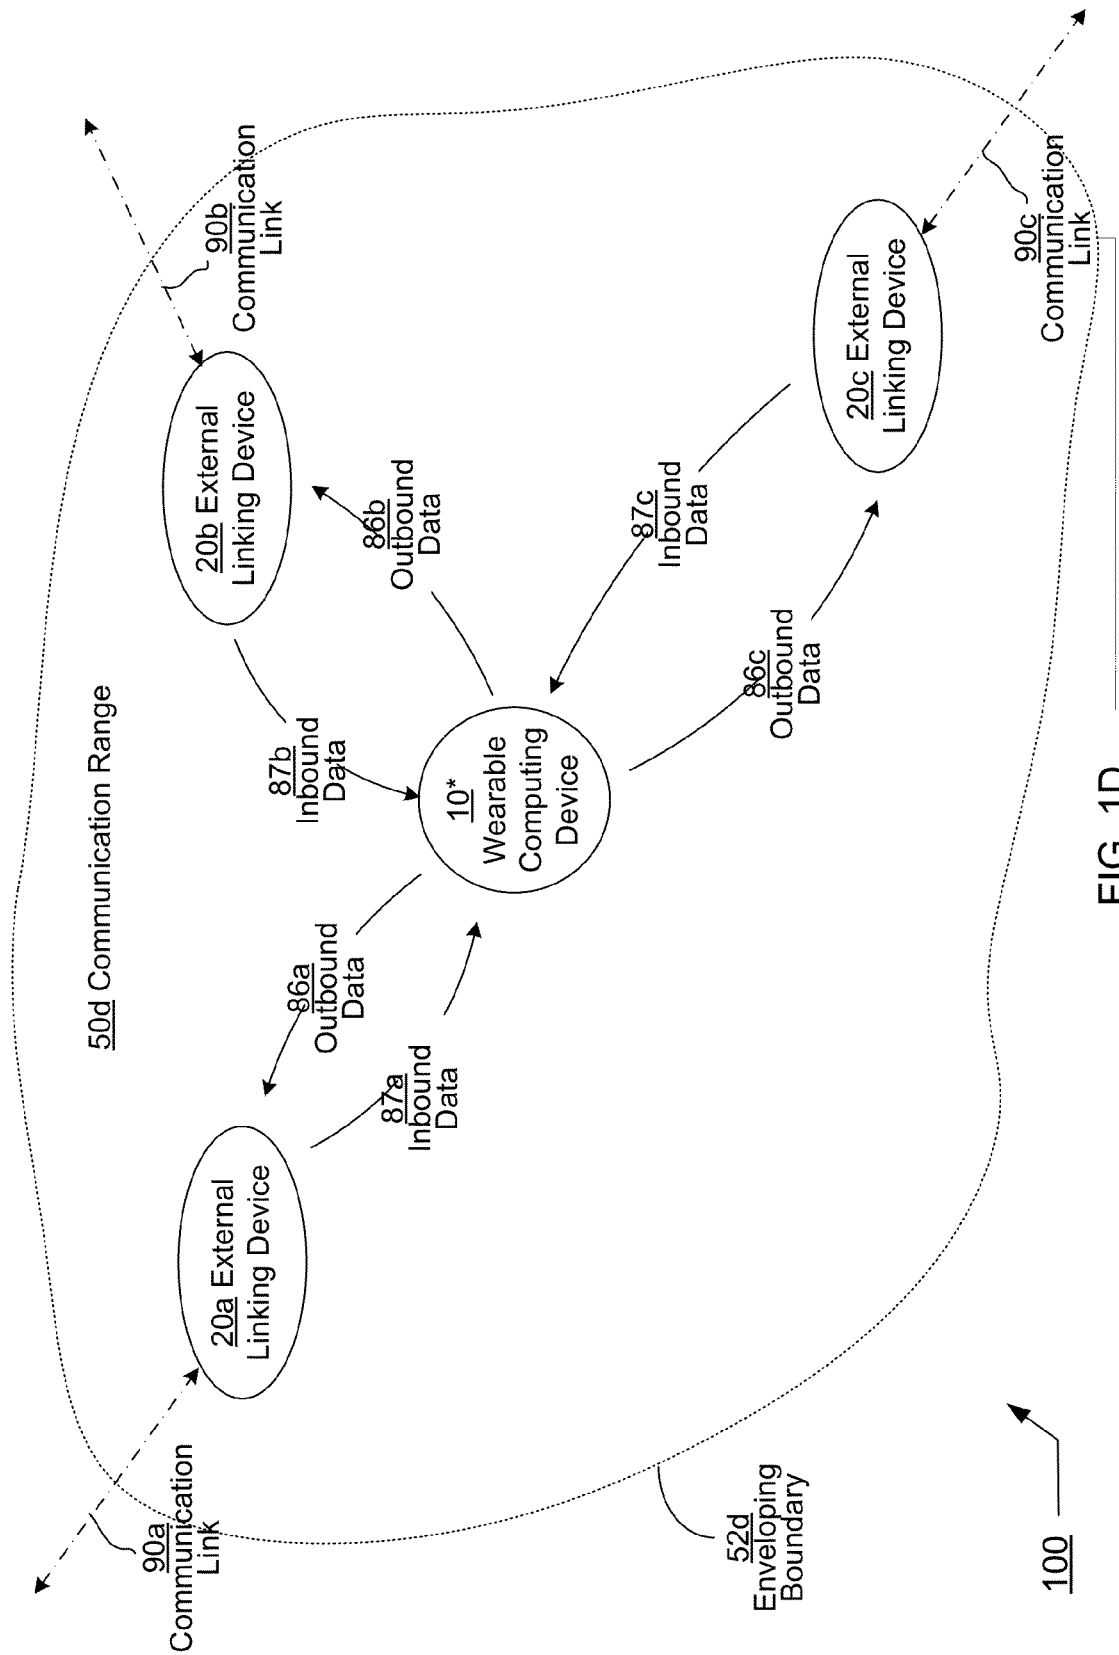 50d Communication Range
90a
Communication
Link
20a External
Linking Device
86a
Outbound
Data
87a
Inbound
Data
10*
Wearable
Computing
Device
87b
Inbound
Data
86b
Outbound
Data
20b External
Linking Device
90b
Communication
Link
87c
Inbound
Data
86c
Outbound
Data
20c External
Linking Device
90c
Communication
Link
52d
Enveloping
Boundary
100
FIG. 1D